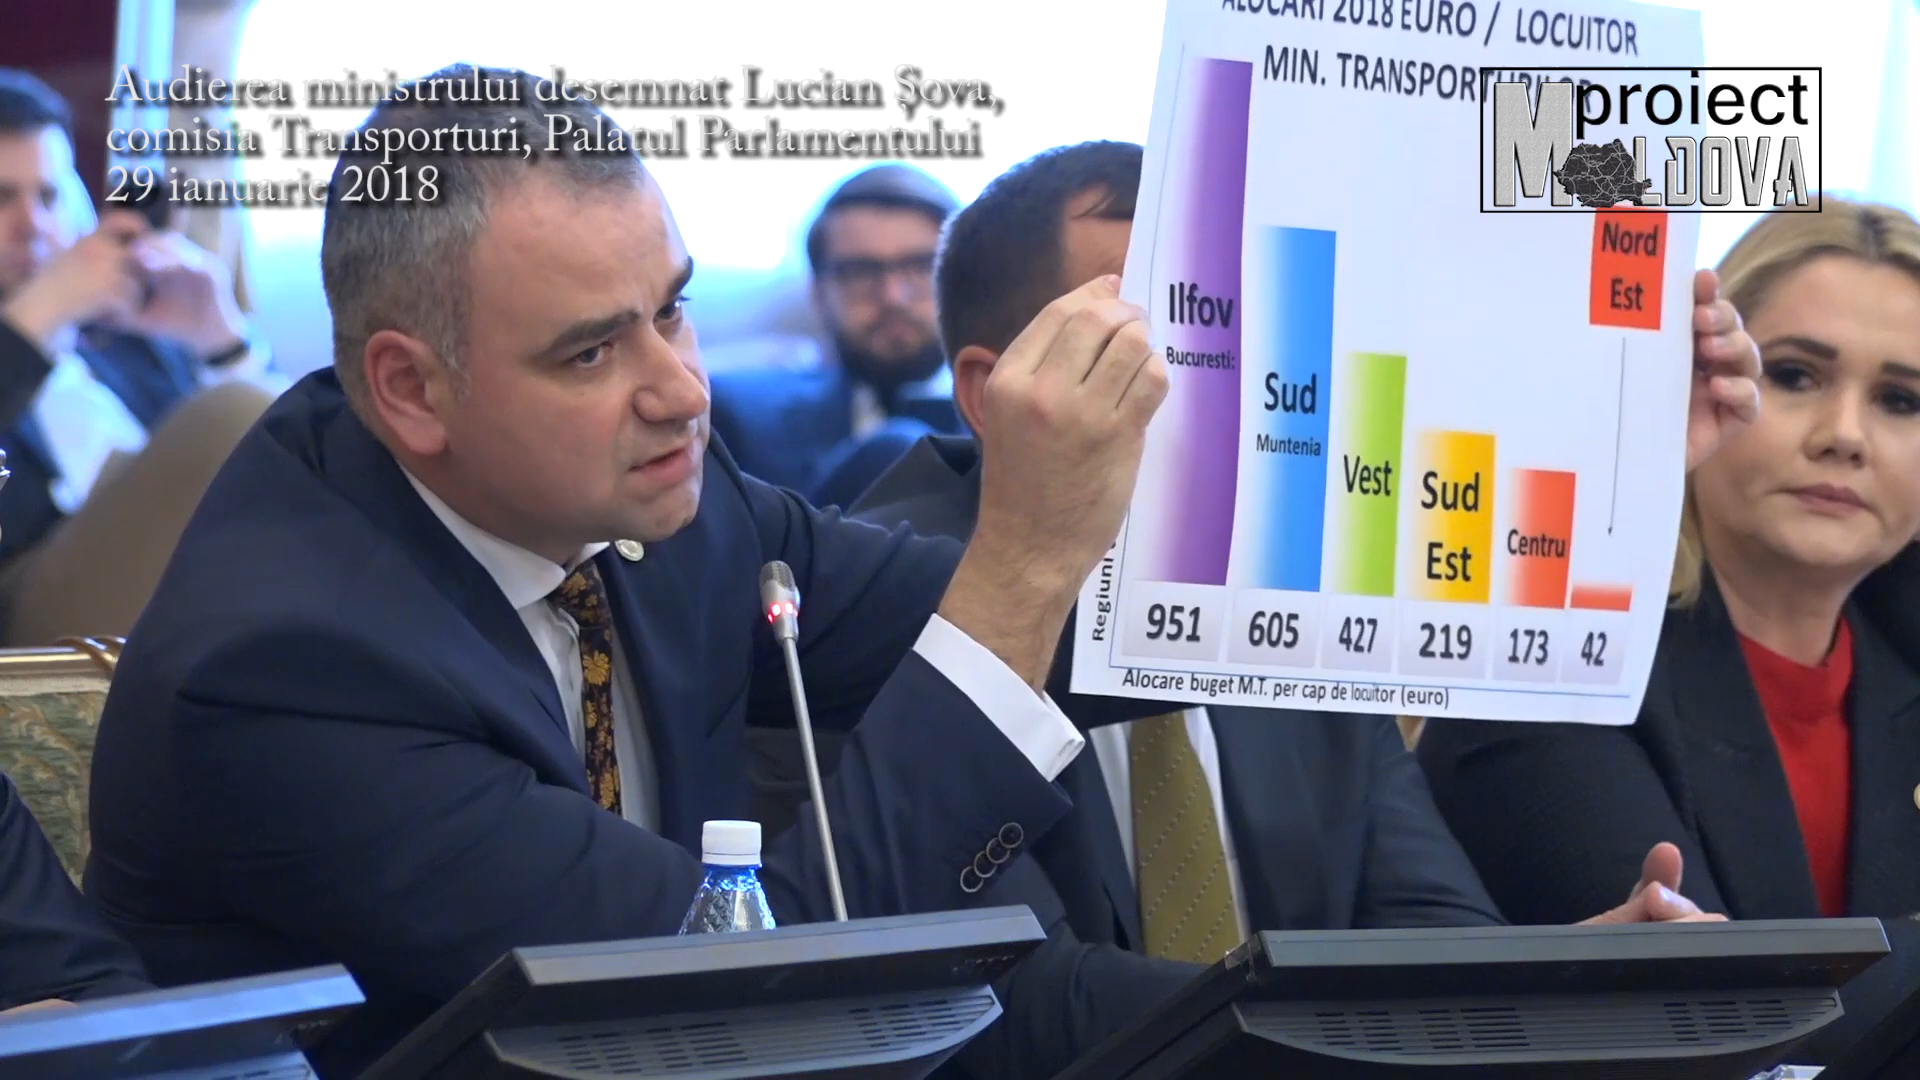 Audierea ministrului desemnat Lucian Șova,
comisia Transporturi, Palatul Parlamentului
29 ianuarie 2018
ALOCARI 2018 EURO / LOCUITOR
MIN. TRANSPORTURILOR
proiect
MOLDOVA
Nord
Est
Ilfov
Bucuresti:
Sud
Muntenia
Vest
Sud
Est
Centru
951 605 427 219 173 42
Regiuni
Alocare buget M.T. per cap de locuitor (euro)